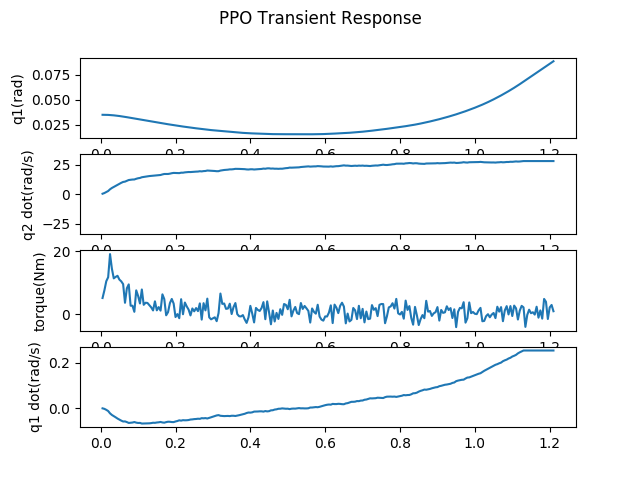 PPO Transient Response
q1(rad)
0.075
0.050
0.025
0.0 0.2 0.4 0.6 0.8 1.0 1.2
q2 dot(rad/s)
25
0
−25
0.0 0.2 0.4 0.6 0.8 1.0 1.2
torque(Nm)
20
0
0.0 0.2 0.4 0.6 0.8 1.0 1.2
q1 dot(rad/s)
0.2
0.0
0.0 0.2 0.4 0.6 0.8 1.0 1.2